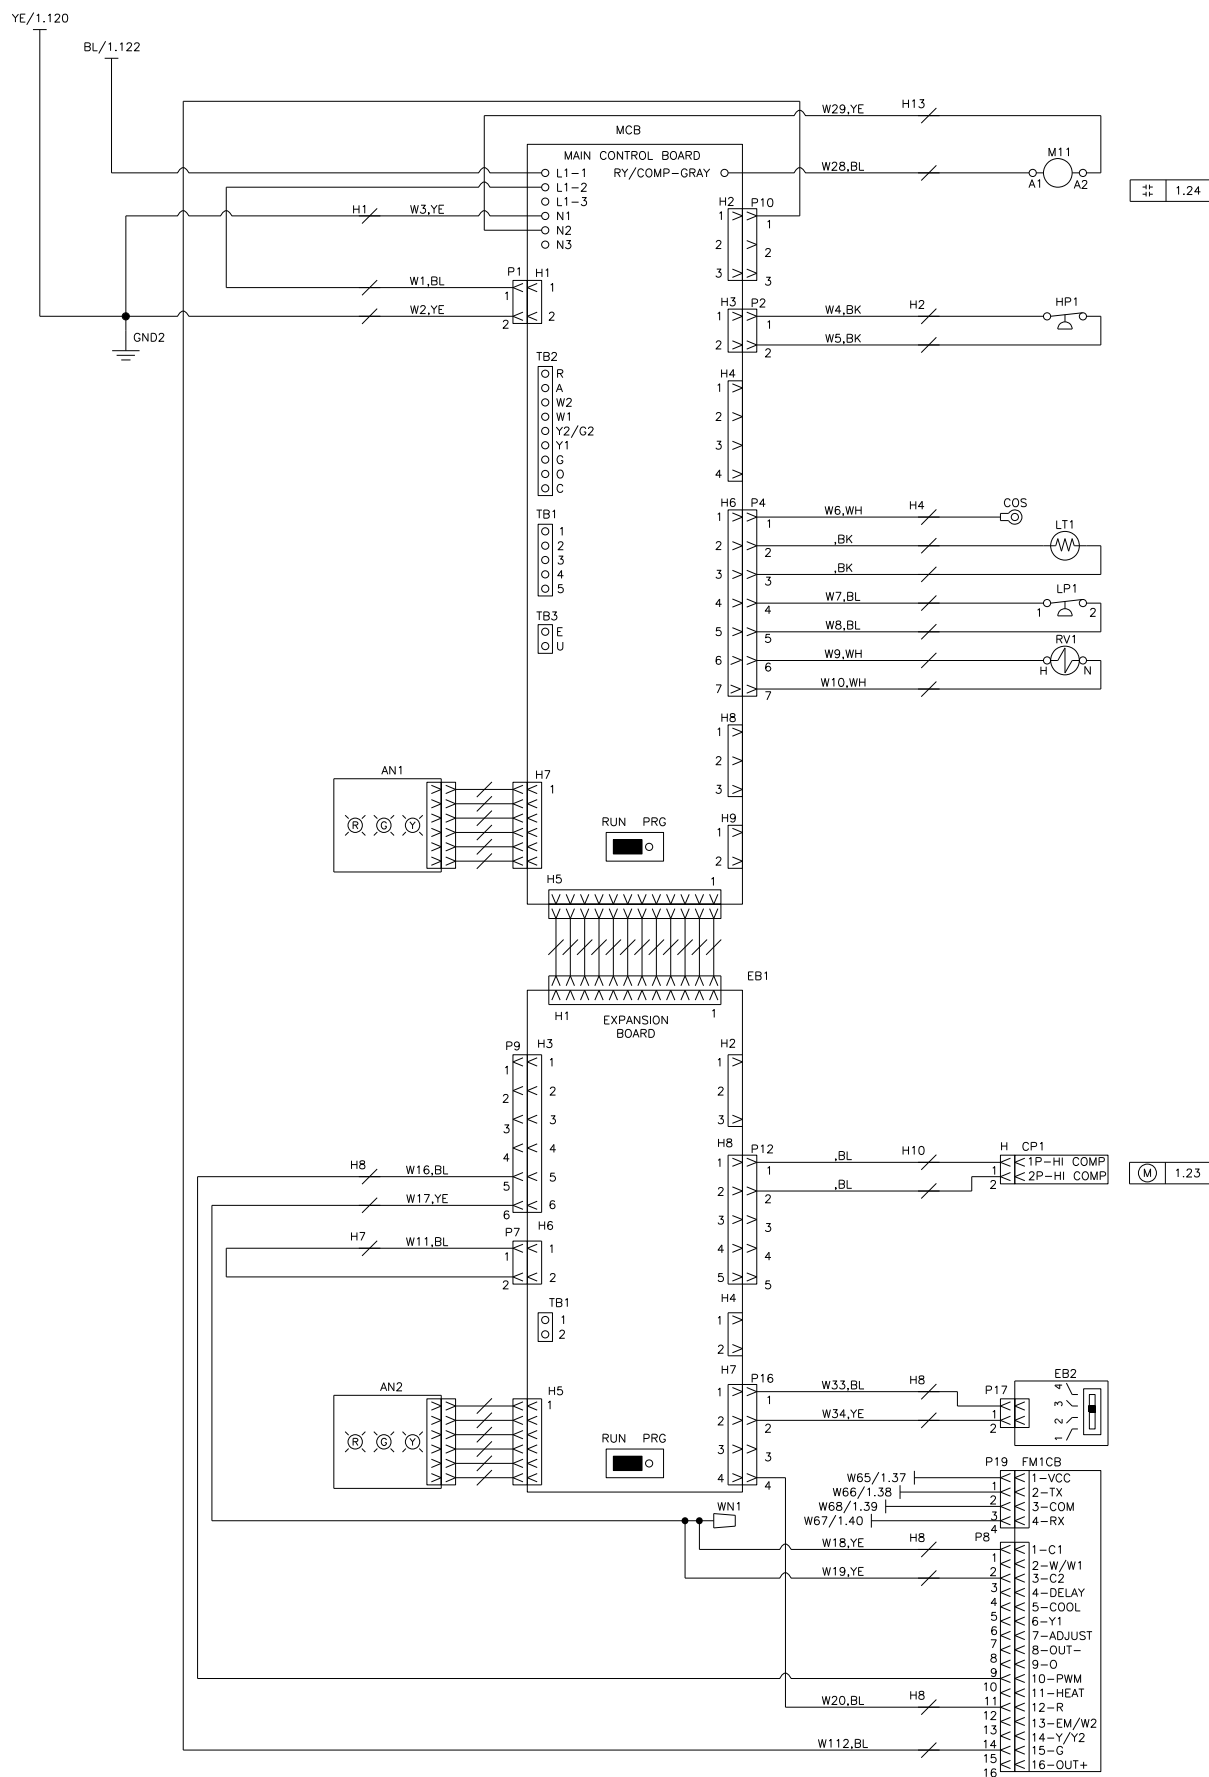 YE/1.120
BL/1.122
W29,YE
H13
MCB
MAIN CONTROL BOARD
L1-1
RY/COMP-GRAY
W28,BL
M11
A1
A2
1.24
L1-2
L1-3
H1
W3,YE
N1
N2
N3
H2
P10
1
1
2
2
3
3
P1
H1
W1,BL
1
1
W2,YE
2
2
GND2
H3
P2
W4,BK
H2
HP1
1
1
W5,BK
2
2
TB2
R
A
W2
W1
Y2/G2
Y1
G
O
C
H4
1
2
3
4
TB1
1
2
3
4
5
H6
P4
W6,WH
H4
COS
1
1
,BK
LT1
2
2
,BK
3
3
W7,BL
LP1
1
2
4
4
W8,BL
5
5
W9,WH
RV1
H
N
6
6
W10,WH
7
7
TB3
E
U
H8
1
2
3
AN1
R
G
Y
H7
1
RUN
PRG
H9
1
2
H5
1
EB1
H1
1
EXPANSION
BOARD
P9
H3
1
1
2
2
3
3
4
4
H8
W16,BL
5
5
W17,YE
6
6
H2
1
2
3
H8
P12
,BL
H10
H
CP1
1
1
1
1P-HI COMP
,BL
2
2
2
2P-HI COMP
M
1.23
3
3
4
4
5
5
P7
H6
H7
W11,BL
1
1
2
2
TB1
1
2
H4
1
2
H7
P16
W33,BL
H8
P17
EB2
1
1
1
W34,YE
2
2
2
4
3
2
1
3
3
4
4
AN2
R
G
Y
H5
1
RUN
PRG
P19
FM1CB
W65/1.37
1
1-VCC
W66/1.38
2
2-TX
W68/1.39
3
3-COM
W67/1.40
4
4-RX
WN1
P8
W18,YE
H8
1
1-C1
2-W/W1
W19,YE
2
3-C2
3
4-DELAY
4
5-COOL
5
6-Y1
6
7-ADJUST
7
8-OUT-
8
9-O
9
10-PWM
10
11-HEAT
W20,BL
H8
11
12-R
12
13-EM/W2
13
14-Y/Y2
W112,BL
14
15-G
15
16-OUT+
16